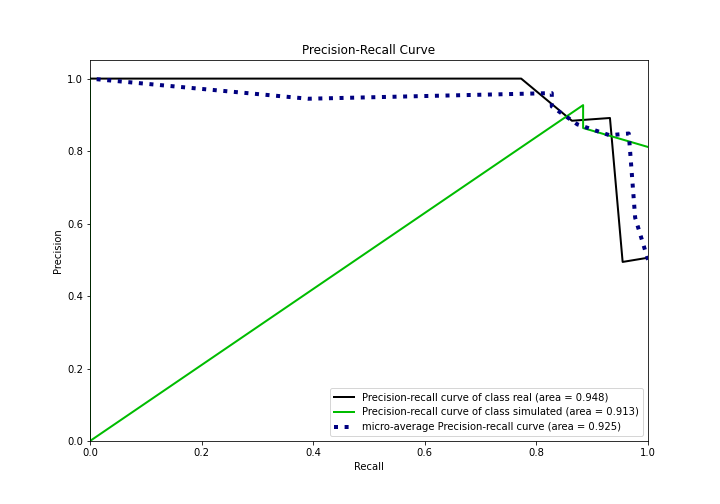 Precision-Recall Curve
1.0
0.8
0.6
0.4
0.2
0.0
Precision
0.0 0.2 0.4 0.6 0.8 1.0
Recall
Precision-recall curve of class real (area = 0.948)
Precision-recall curve of class simulated (area = 0.913)
micro-average Precision-recall curve (area = 0.925)